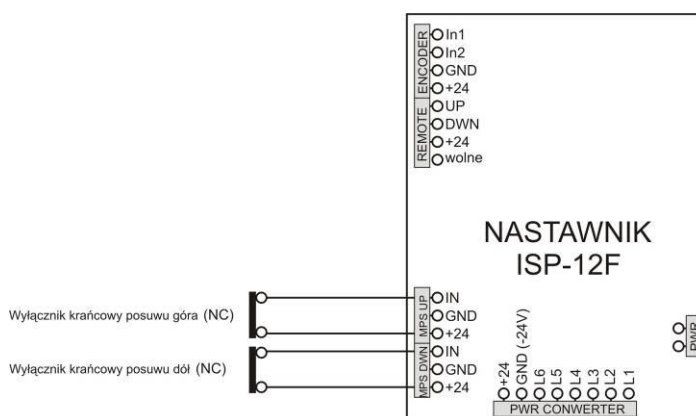 ENCODER
In1
In2
GND
+24
REMOTE
UP
DWN
+24
wolne
NASTAWNIK
ISP-12F
Wyłącznik krańcowy posuwu góra (NC)
MPS UP
IN
GND
+24
Wyłącznik krańcowy posuwu dół (NC)
MPS DWN
IN
GND
+24
PWR
+24
GND (-24V)
L6
L5
L4
L3
L2
L1
PWR CONWERTER